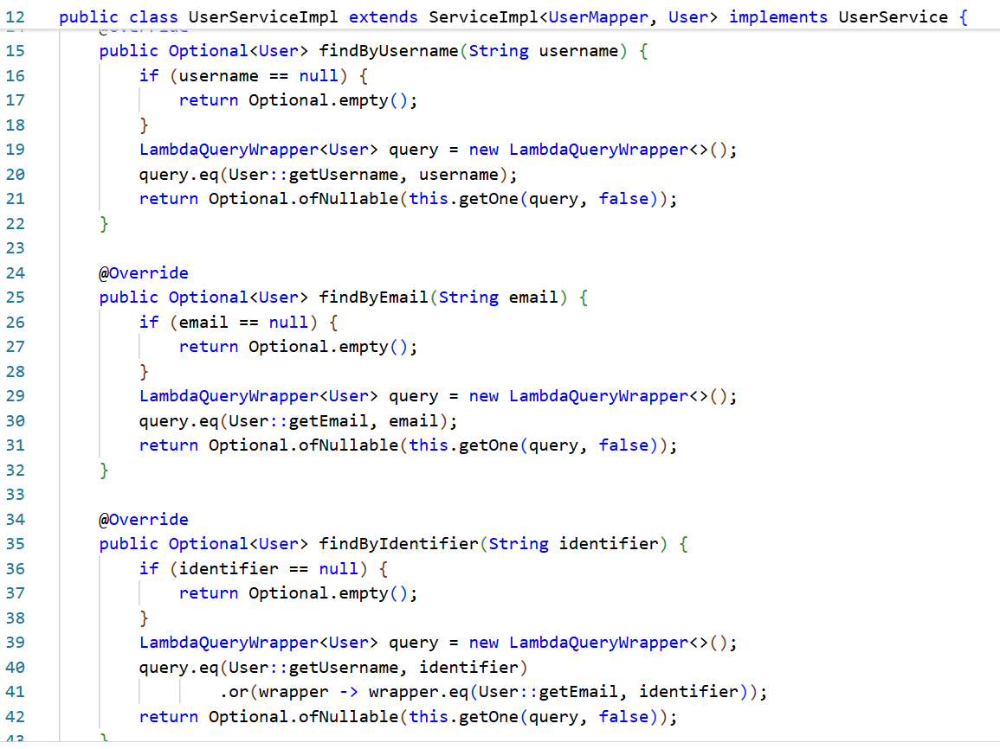 12 public class UserServiceImpl extends ServiceImpl<UserMapper, User> implements UserService {
15 public Optional<User> findByUsername(String username) {
16 if (username == null) {
17 return Optional.empty();
18 }
19 LambdaQueryWrapper<User> query = new LambdaQueryWrapper<>();
20 query.eq(User::getUsername, username);
21 return Optional.ofNullable(this.getOne(query, false));
22 }
23
24 @Override
25 public Optional<User> findByEmail(String email) {
26 if (email == null) {
27 return Optional.empty();
28 }
29 LambdaQueryWrapper<User> query = new LambdaQueryWrapper<>();
30 query.eq(User::getEmail, email);
31 return Optional.ofNullable(this.getOne(query, false));
32 }
33
34 @Override
35 public Optional<User> findByIdentifier(String identifier) {
36 if (identifier == null) {
37 return Optional.empty();
38 }
39 LambdaQueryWrapper<User> query = new LambdaQueryWrapper<>();
40 query.eq(User::getUsername, identifier)
41 .or(wrapper -> wrapper.eq(User::getEmail, identifier));
42 return Optional.ofNullable(this.getOne(query, false));
43 }